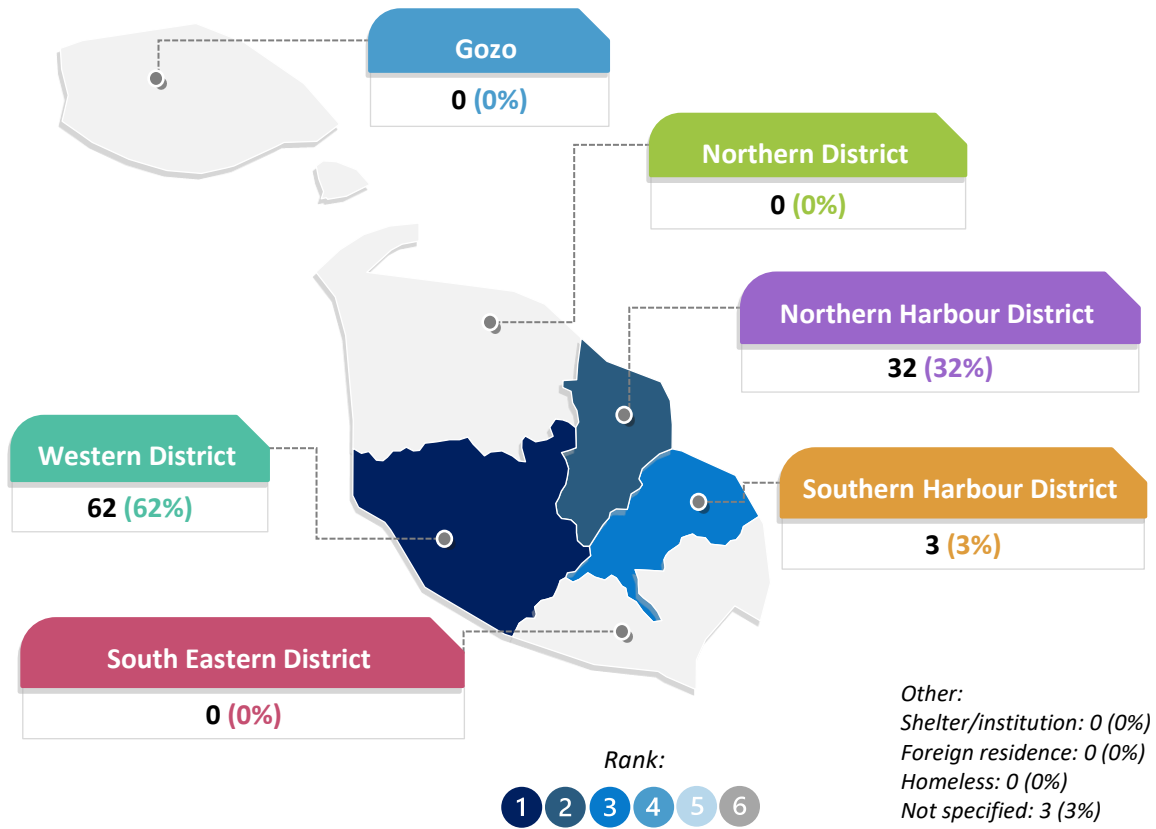 Gozo
0 (0%)
Northern District
0 (0%)
Northern Harbour District
32 (32%)
Western District
62 (62%)
Southern Harbour District
3 (3%)
South Eastern District
0 (0%)
Other:
Shelter/institution: 0 (0%)
Foreign residence: 0 (0%)
Homeless: 0 (0%)
Not specified: 3 (3%)
Rank:
1 2 3 4 5 6